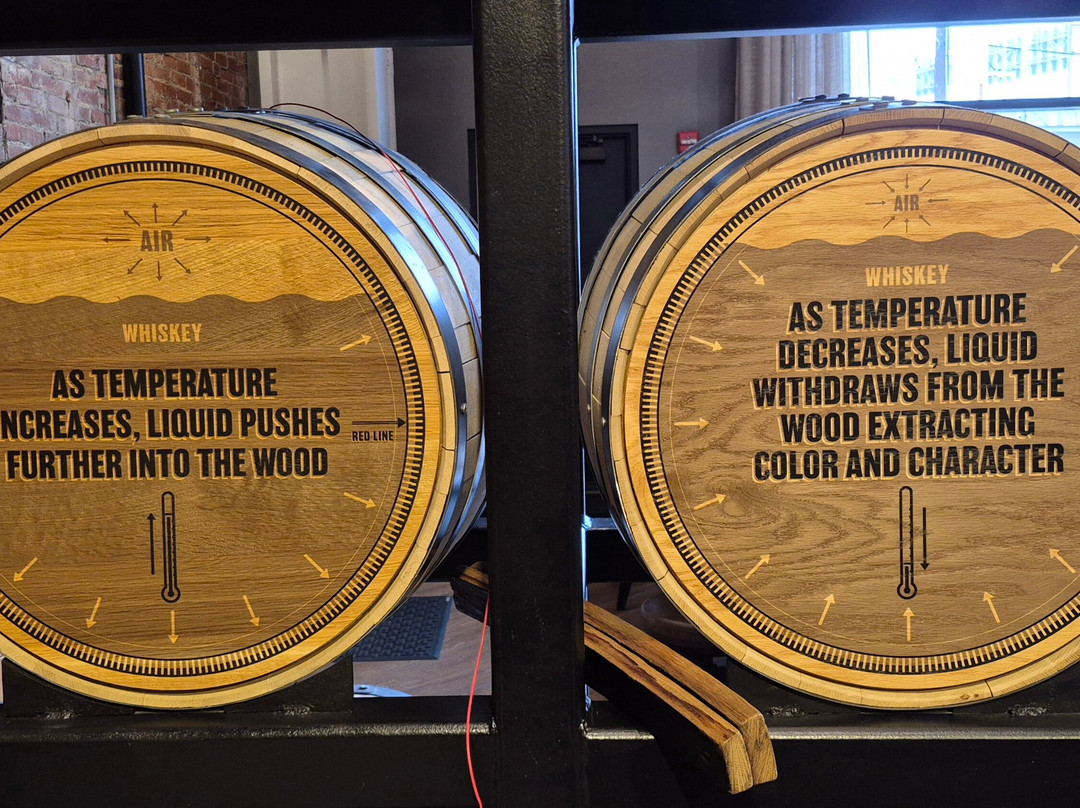 AIR
WHISKEY
AS TEMPERATURE
NCREASES, LIQUID PUSHES
FURTHER INTO THE WOOD
RED LINE
AIR
WHISKEY
AS TEMPERATURE
DECREASES, LIQUID
WITHDRAWS FROM THE
WOOD EXTRACTING
COLOR AND CHARACTER